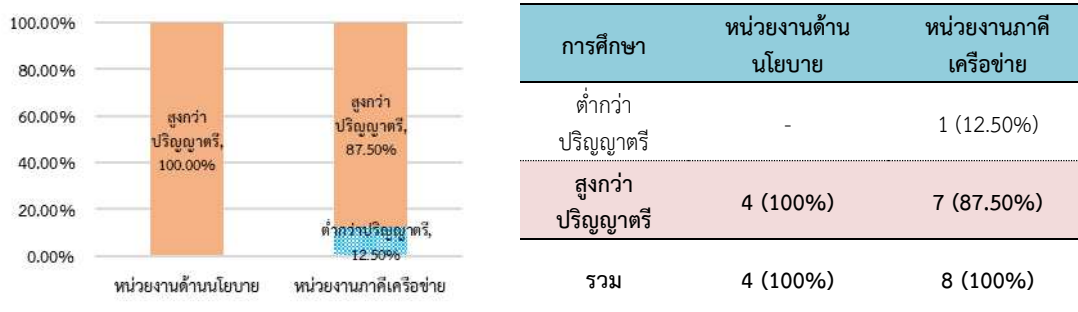 100.00%
80.00%
60.00%
40.00%
20.00%
0.00%
สูงกว่า
ปริญญาตรี,
100.00%
สูงกว่า
ปริญญาตรี,
87.50%
ต่ำกว่าปริญญาตรี,
12.50%
หน่วยงานด้านนโยบาย
หน่วยงานภาคีเครือข่าย
การศึกษา
หน่วยงานด้าน
นโยบาย
หน่วยงานภาคี
เครือข่าย
ต่ำกว่า
ปริญญาตรี
-
1 (12.50%)
สูงกว่า
ปริญญาตรี
4 (100%)
7 (87.50%)
รวม
4 (100%)
8 (100%)